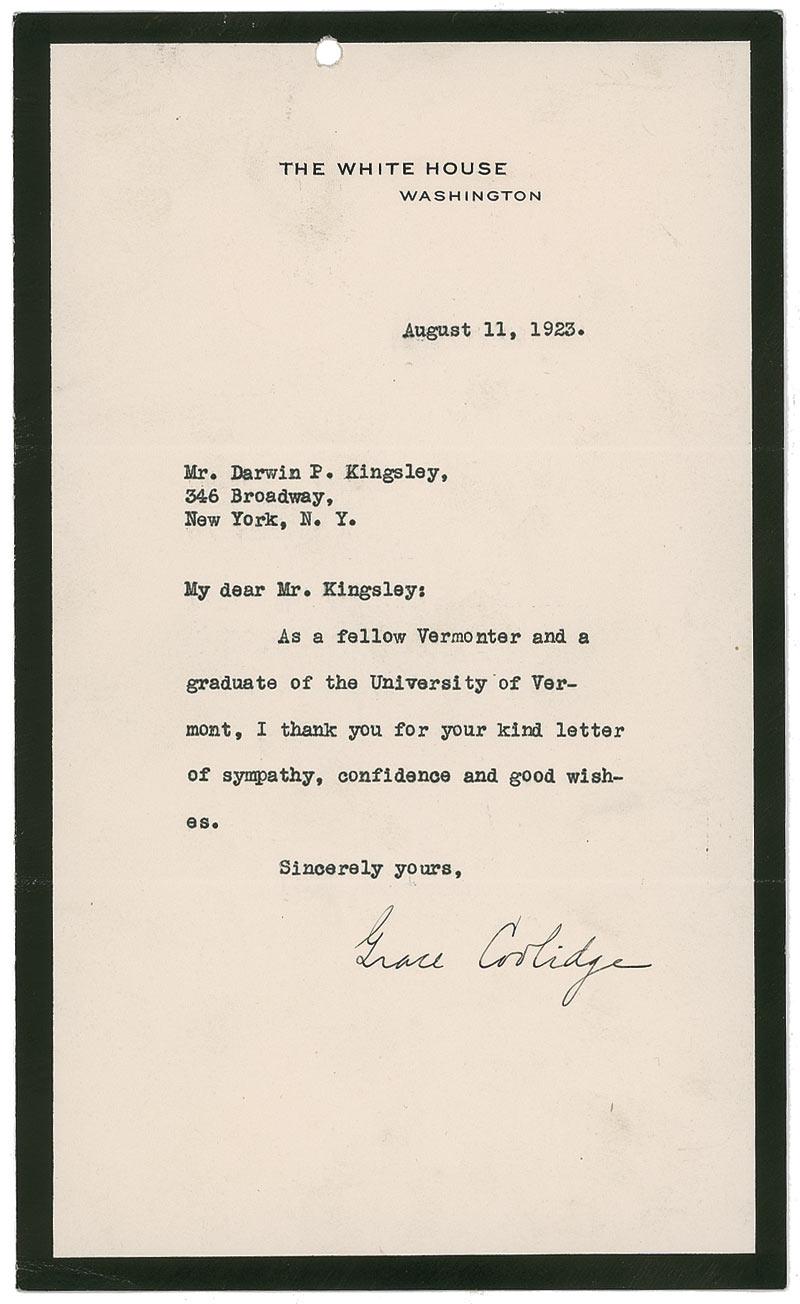 THE WHITE HOUSE
WASHINGTON
August 11, 1923.
Mr. Darwin P. Kingsley,
346 Broadway,
New York, N. Y.
My dear Mr. Kingsley:
As a fellow Vermonter and a
graduate of the University of Ver-
mont, I thank you for your kind letter
of sympathy, confidence and good wish-
es.
Sincerely yours,
Grace Coolidge